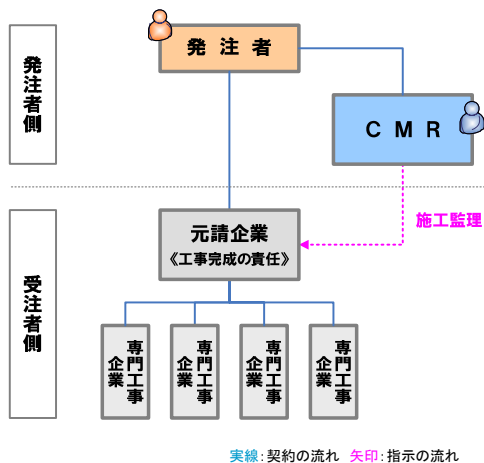 発注者側
発 注 者
C M R
施工監理
受注者側
元請企業
《工事完成の責任》
専門工事
企業
専門工事
企業
専門工事
企業
専門工事
企業
実線：契約の流れ 矢印：指示の流れ